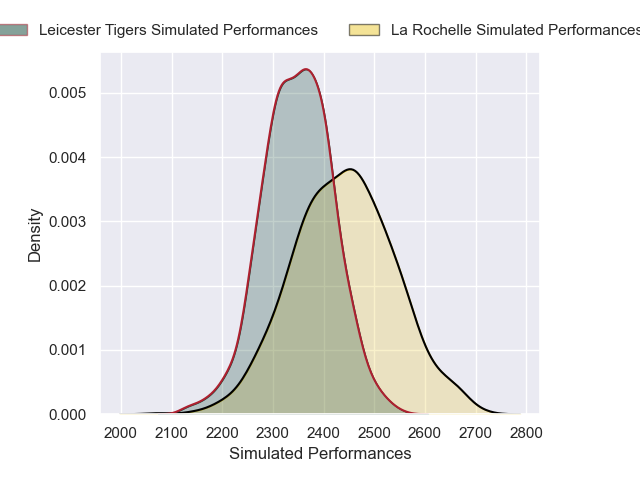 Leicester Tigers Simulated Performances La Rochelle Simulated Performances
0.005
0.004
0.003
0.002
0.001
0.000
Density
2000 2100 2200 2300 2400 2500 2600 2700 2800
Simulated Performances